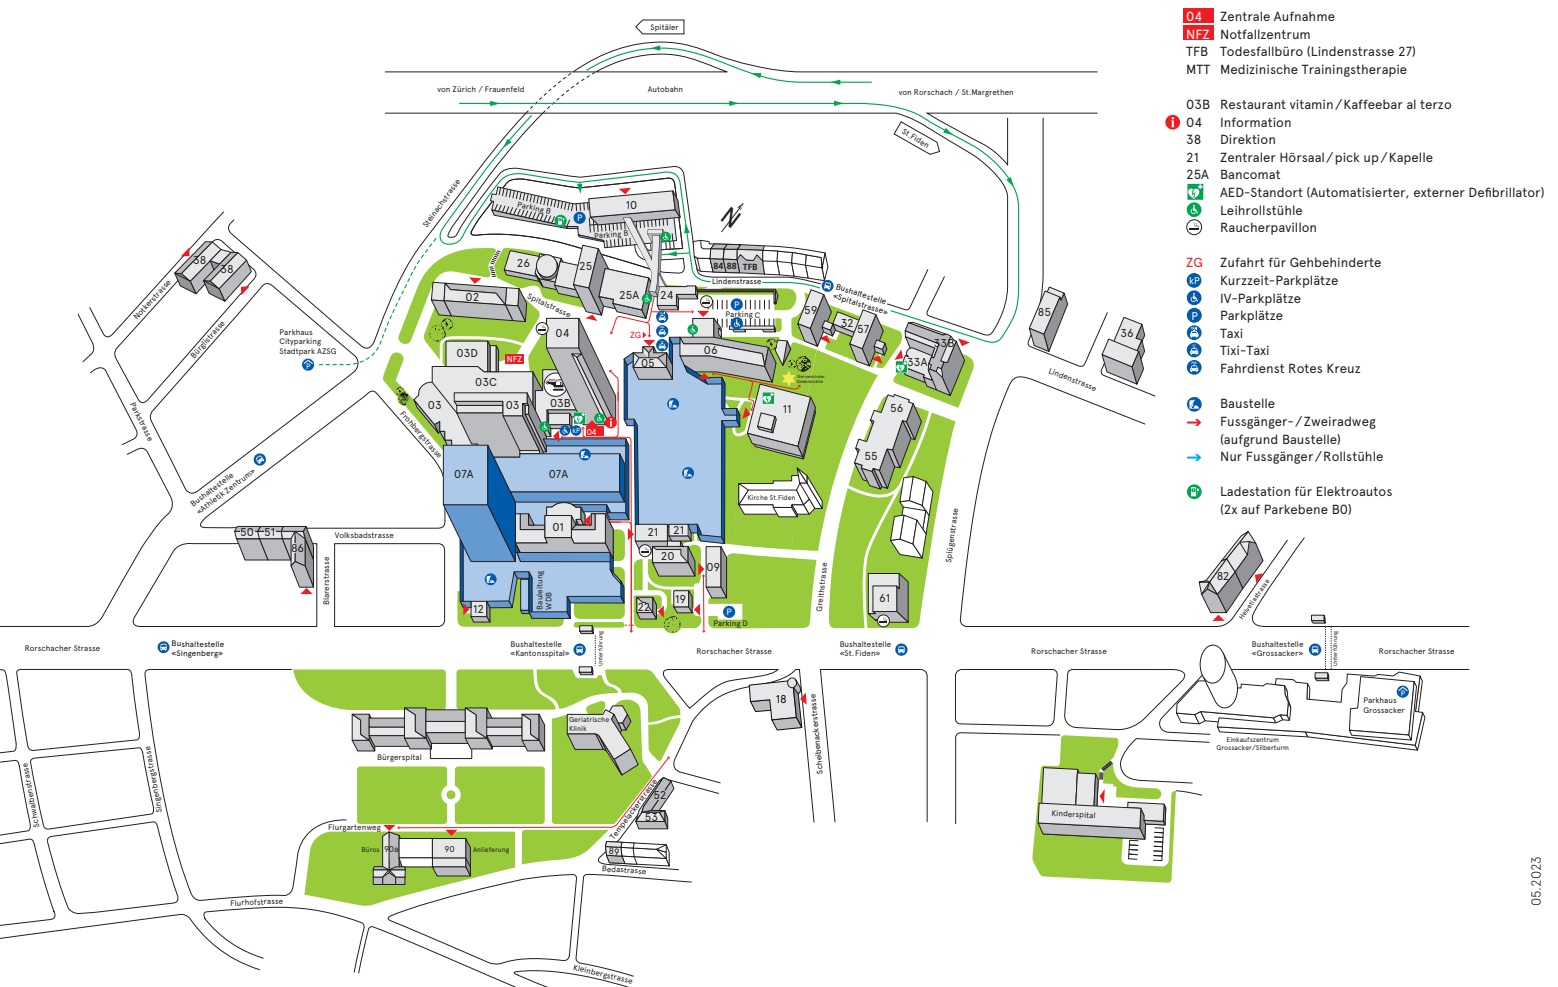 04 Zentrale Aufnahme
NFZ Notfallzentrum
TFB Todesfallbüro (Lindenstrasse 27)
MTT Medizinische Trainingstherapie
03B Restaurant vitamin/Kaffeebar al terzo
i 04 Information
38 Direktion
21 Zentraler Hörsaal/pick up/Kapelle
25A Bancomat
AED-Standort (Automatisierter, externer Defibrillator)
Leihrollstühle
Raucherpavillon
ZG Zufahrt für Gehbehinderte
kP Kurzzeit-Parkplätze
IV-Parkplätze
P Parkplätze
Taxi
Tixi-Taxi
Fahrdienst Rotes Kreuz
Baustelle
Fussgänger-/Zweiradweg
(aufgrund Baustelle)
Nur Fussgänger/Rollstühle
Ladestation für Elektroautos
(2x auf Parkebene B0)
05.2023
Spitäler
von Zürich / Frauenfeld
Autobahn
von Rorschach / St.Margrethen
St.Fiden
Steinachstrasse
Parking B
P
10
Parking B
N
38
38
Notkerstrasse
Bürglistrasse
26
25
25A
24
84
88
TFB
Lindenstrasse
Bushaltestelle
«Spitalstrasse»
02
Spitalstrasse
P
Parking C
59
32
57
33B
33A
85
36
Lindenstrasse
Parkhaus
Cityparking
Stadtpark AZSG
P
04
ZG
05
06
03D
NFZ
03C
03
03
03B
kP
04
i
11
56
55
Parkstrasse
Frohbergstrasse
Bushaltestelle
«Athletik Zentrum»
07A
07A
Kirche St.Fiden
01
21
21
20
09
50
51
86
Volksbadstrasse
Blarerstrasse
Bauleitung
WDB
12
22
19
P
Parking D
61
Greithstrasse
Splügenstrasse
82
Helvetiastrasse
Rorschacher Strasse
Bushaltestelle
«Singenberg»
Bushaltestelle
«Kantonsspital»
Unterführung
Rorschacher Strasse
Bushaltestelle
«St. Fiden»
Rorschacher Strasse
Bushaltestelle
«Grossacker»
Unterführung
Rorschacher Strasse
Geriatrische
Klinik
18
Scheibenackerstrasse
P
Parkhaus
Grossacker
Einkaufszentrum
Grossacker/Silberturm
Bürgerspital
Schwalbenstrasse
Singenbergstrasse
52
53
Tempelackerstrasse
Kinderspital
Flurgartenweg
Büros
90a
90
Anlieferung
89
Bedastrasse
Flurhofstrasse
Kleinbergstrasse